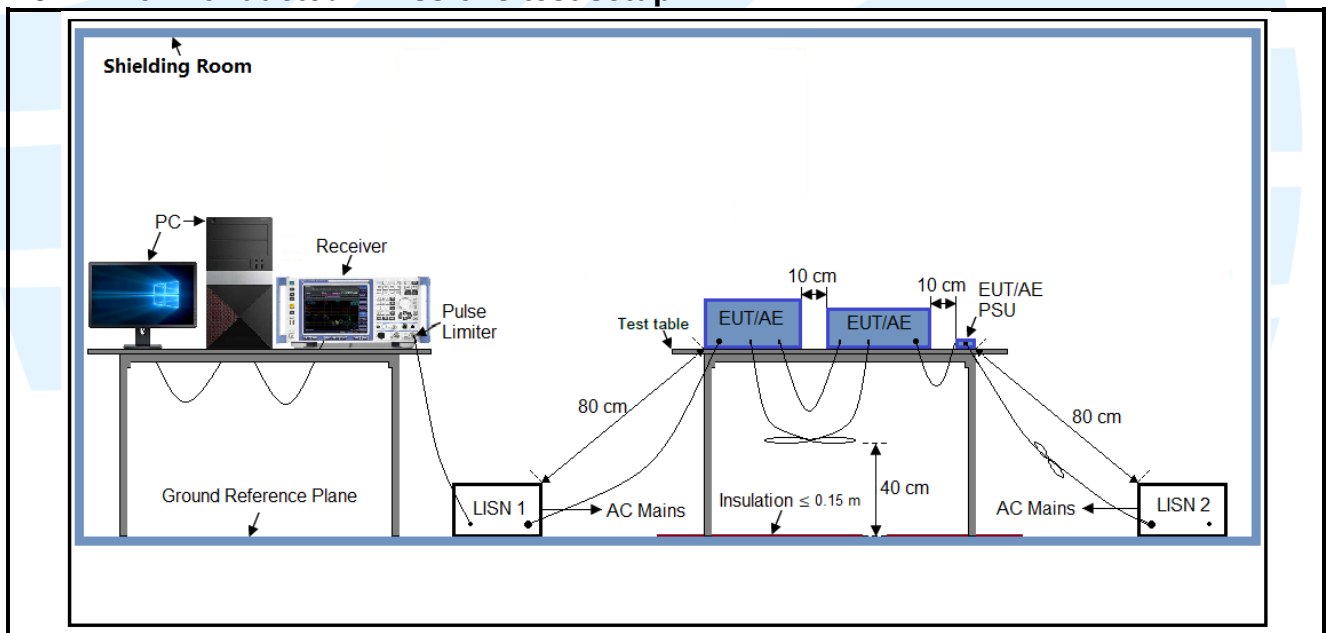 Shielding Room
PC
Receiver
Pulse
Limiter
10 cm
10 cm
EUT/AE
PSU
Test table
EUT/AE
EUT/AE
80 cm
80 cm
40 cm
Ground Reference Plane
LISN 1
AC Mains
Insulation ≤ 0.15 m
AC Mains
LISN 2